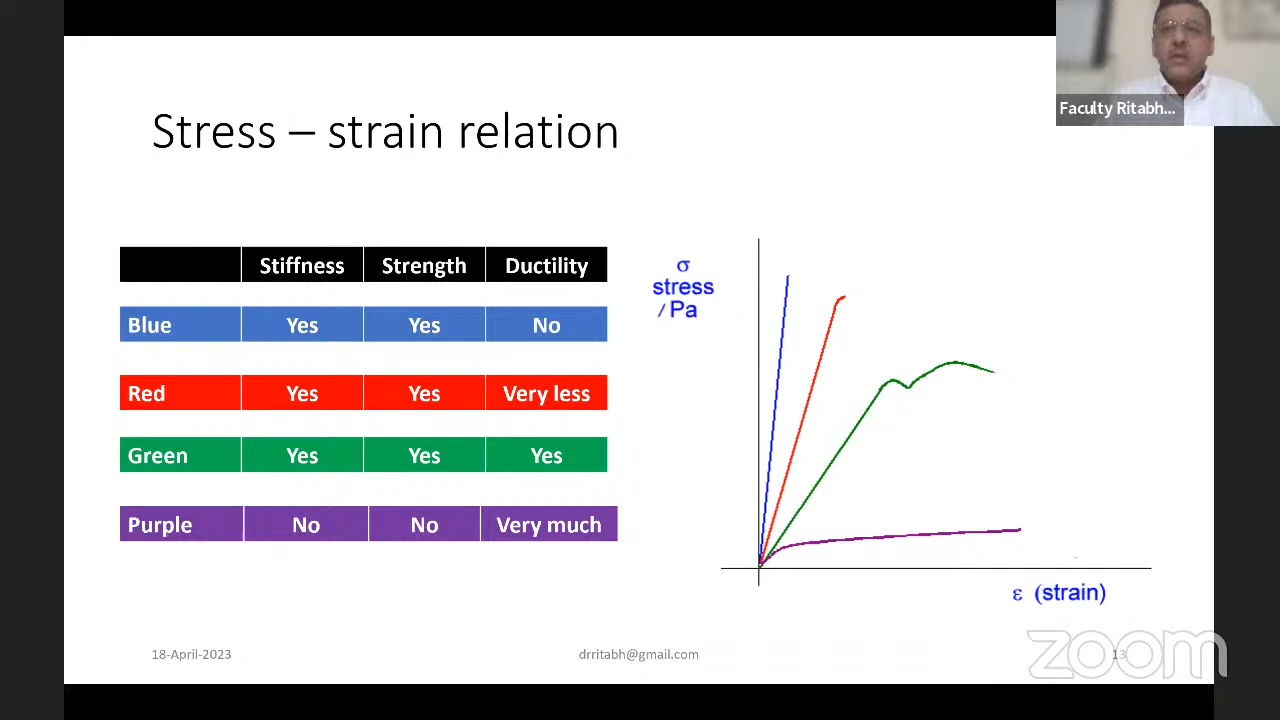 Faculty Ritabh...
Stress – strain relation
Stiffness Strength Ductility
Blue Yes Yes No
Red Yes Yes Very less
Green Yes Yes Yes
Purple No No Very much
σ
stress
/ Pa
ε (strain)
18-April-2023
drritabh@gmail.com
13
zoom